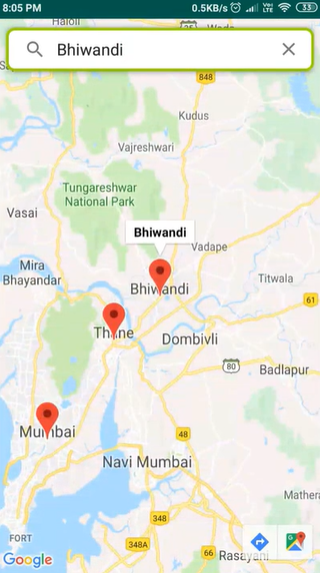 8:05 PM 0.5KB/s VoLTE 33
Haloli
Bhiwandi
848
Kudus
Vajreshwari
Tungareshwar
National Park
Vasai
Bhiwandi
Vadape
Mira
Bhayandar
Bhiwandi
Titwala
61
Thane
Dombivli
80
Badlapur
Mumbai
48
Navi Mumbai
Mathera
348
FORT
348A
66
Rasayani
Google